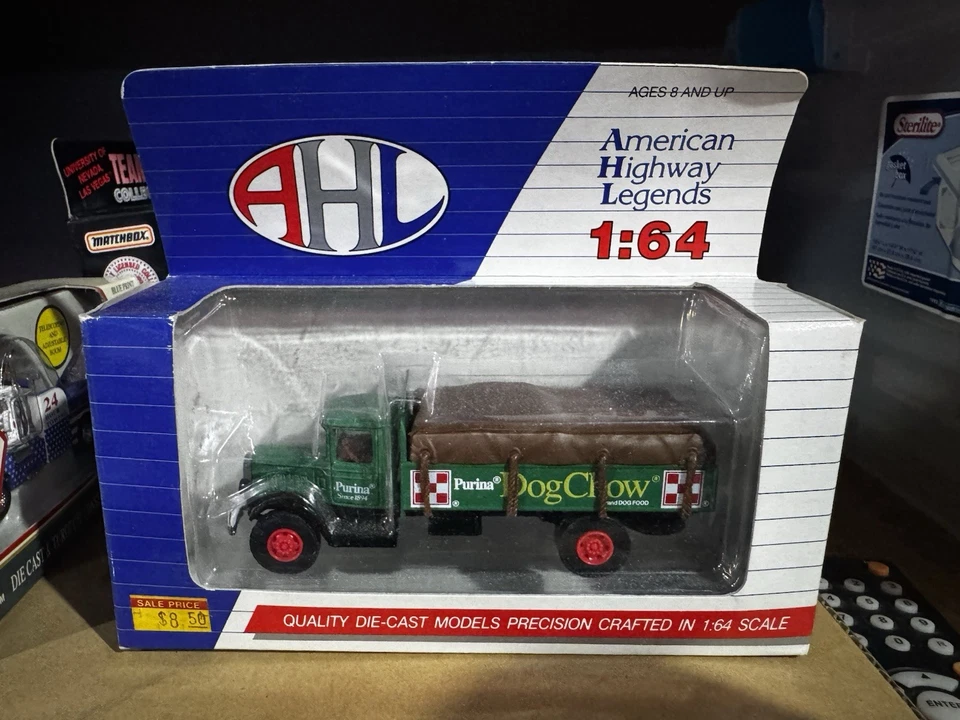 AGES 8 AND UP
AHL
American
Highway
Legends
1:64
UNIVERSITY OF
NEVADA,
LAS VEGAS
TEAM
MATCHBOX
24
DIE CAST
Purina®
Since 1894
Purina® Dog Chow®
DOG FOOD
SALE PRICE
$8.50
QUALITY DIE-CAST MODELS PRECISION CRAFTED IN 1:64 SCALE
Sterilite®
ENTER